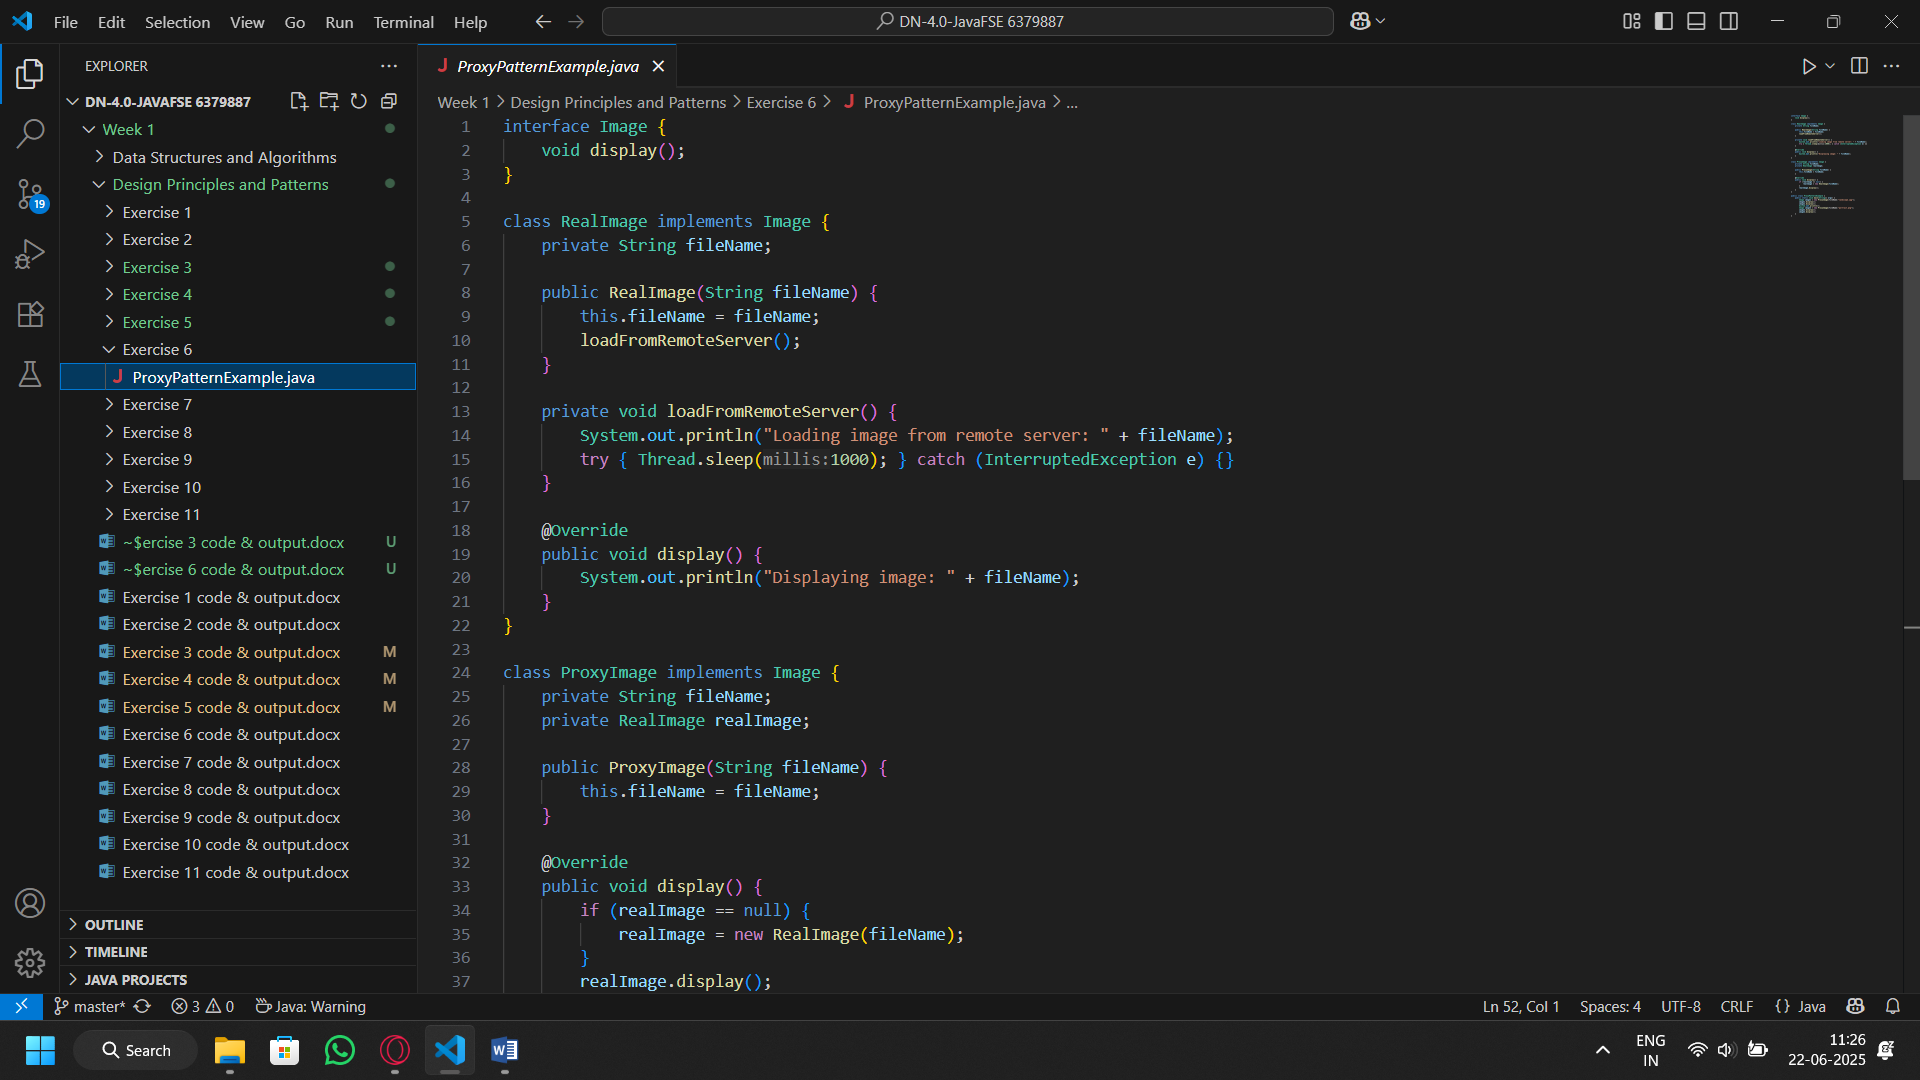 File Edit Selection View Go Run Terminal Help
DN-4.0-JavaFSE 6379887
EXPLORER
DN-4.0-JAVAFSE 6379887
Week 1
Data Structures and Algorithms
Design Principles and Patterns
Exercise 1
Exercise 2
Exercise 3
Exercise 4
Exercise 5
Exercise 6
ProxyPatternExample.java
Exercise 7
Exercise 8
Exercise 9
Exercise 10
Exercise 11
~$ercise 3 code & output.docx U
~$ercise 6 code & output.docx U
Exercise 1 code & output.docx
Exercise 2 code & output.docx
Exercise 3 code & output.docx M
Exercise 4 code & output.docx M
Exercise 5 code & output.docx M
Exercise 6 code & output.docx
Exercise 7 code & output.docx
Exercise 8 code & output.docx
Exercise 9 code & output.docx
Exercise 10 code & output.docx
Exercise 11 code & output.docx
OUTLINE
TIMELINE
JAVA PROJECTS
19
J ProxyPatternExample.java
Week 1 > Design Principles and Patterns > Exercise 6 > J ProxyPatternExample.java > ...
1 interface Image {
2 void display();
3 }
4
5 class RealImage implements Image {
6 private String fileName;
7
8 public RealImage(String fileName) {
9 this.fileName = fileName;
10 loadFromRemoteServer();
11 }
12
13 private void loadFromRemoteServer() {
14 System.out.println("Loading image from remote server: " + fileName);
15 try { Thread.sleep(millis:1000); } catch (InterruptedException e) {}
16 }
17
18 @Override
19 public void display() {
20 System.out.println("Displaying image: " + fileName);
21 }
22 }
23
24 class ProxyImage implements Image {
25 private String fileName;
26 private RealImage realImage;
27
28 public ProxyImage(String fileName) {
29 this.fileName = fileName;
30 }
31
32 @Override
33 public void display() {
34 if (realImage == null) {
35 realImage = new RealImage(fileName);
36 }
37 realImage.display();
master* 3 0 Java: Warning
Ln 52, Col 1 Spaces: 4 UTF-8 CRLF {} Java
Search
ENG
IN
11:26
22-06-2025